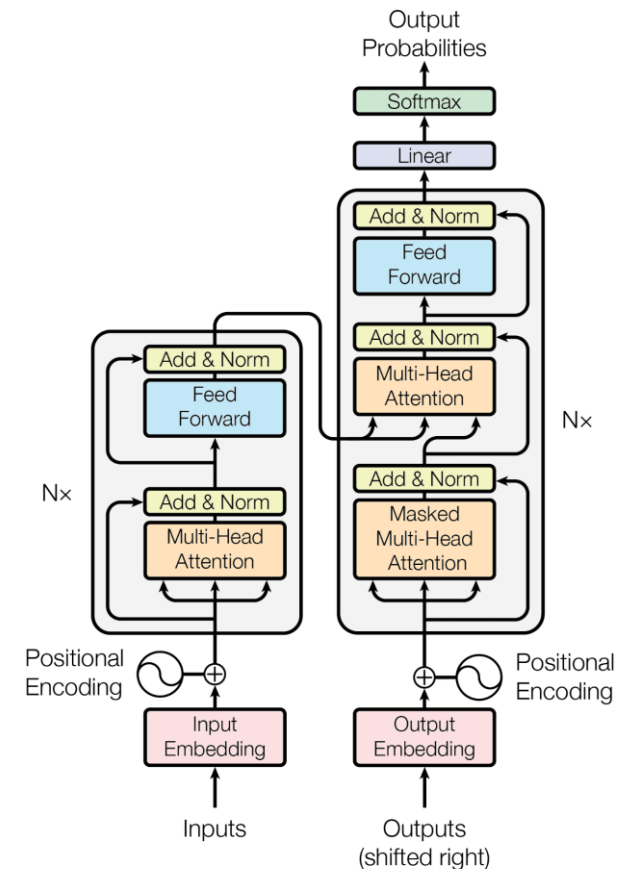 Output
Probabilities
Softmax
Linear
Add & Norm
Feed
Forward
Add & Norm
Multi-Head
Attention
Add & Norm
Masked
Multi-Head
Attention
N×
Add & Norm
Feed
Forward
N×
Add & Norm
Multi-Head
Attention
Positional
Encoding
Positional
Encoding
Input
Embedding
Output
Embedding
Inputs
Outputs
(shifted right)